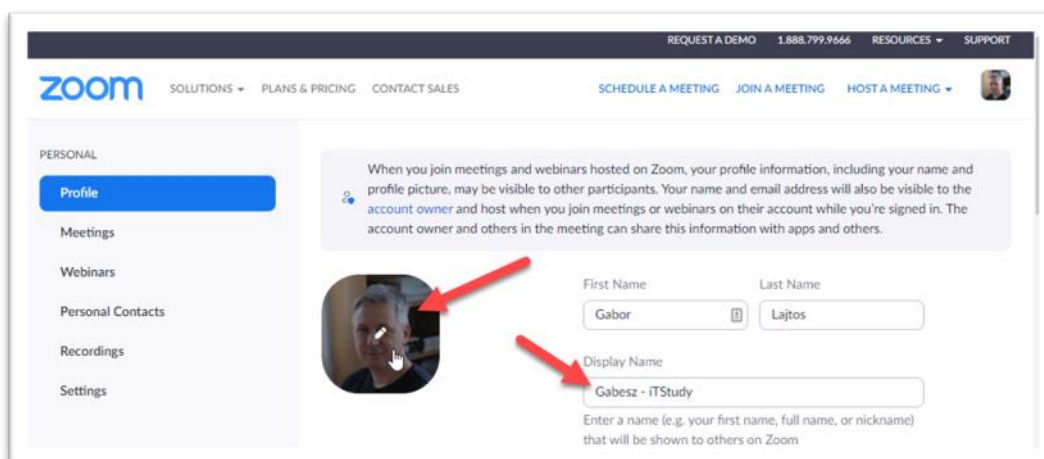 REQUEST A DEMO 1.888.799.9666 RESOURCES SUPPORT
zoom SOLUTIONS PLANS & PRICING CONTACT SALES SCHEDULE A MEETING JOIN A MEETING HOST A MEETING
PERSONAL
Profile
Meetings
Webinars
Personal Contacts
Recordings
Settings
When you join meetings and webinars hosted on Zoom, your profile information, including your name and
profile picture, may be visible to other participants. Your name and email address will also be visible to the
account owner and host when you join meetings or webinars on their account while you're signed in. The
account owner and others in the meeting can share this information with apps and others.
First Name Last Name
Gabor Lajtos
Display Name
Gabesz - iTStudy
Enter a name (e.g. your first name, full name, or nickname)
that will be shown to others on Zoom